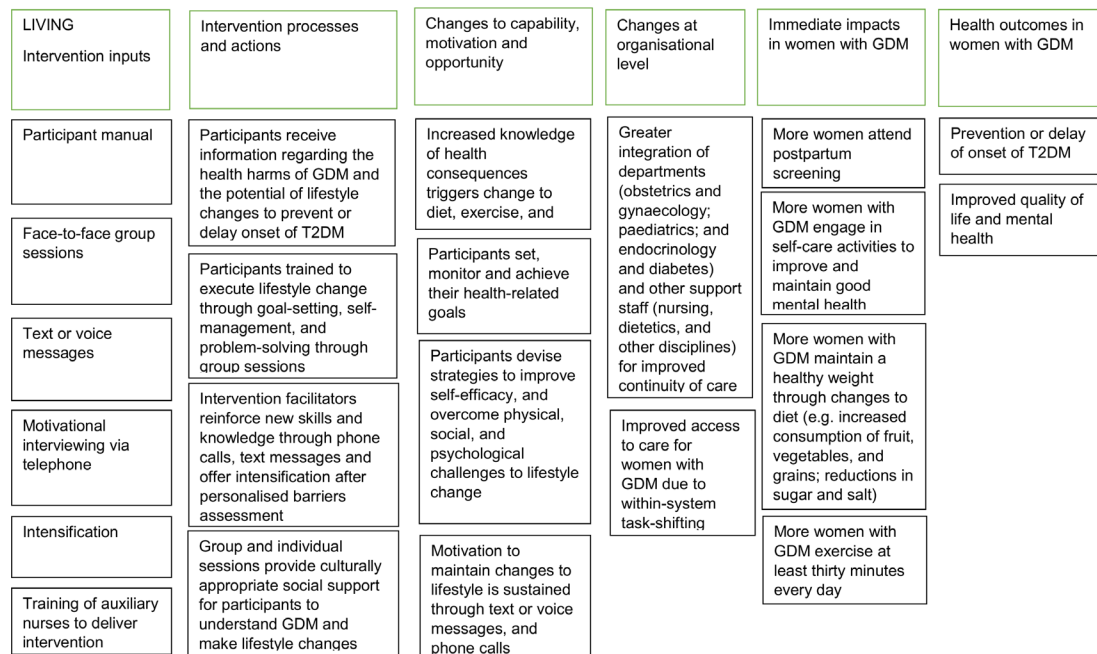 LIVING
Intervention inputs
Intervention processes
and actions
Changes to capability,
motivation and
opportunity
Changes at
organisational
level
Immediate impacts
in women with GDM
Health outcomes in
women with GDM
Participant manual
Face-to-face group
sessions
Text or voice
messages
Motivational
interviewing via
telephone
Intensification
Training of auxiliary
nurses to deliver
intervention
Participants receive
information regarding the
health harms of GDM and
the potential of lifestyle
changes to prevent or
delay onset of T2DM
Participants trained to
execute lifestyle change
through goal-setting, self-
management, and
problem-solving through
group sessions
Intervention facilitators
reinforce new skills and
knowledge through phone
calls, text messages and
offer intensification after
personalised barriers
assessment
Group and individual
sessions provide culturally
appropriate social support
for participants to
understand GDM and
make lifestyle changes
Increased knowledge
of health
consequences
triggers change to
diet, exercise, and
Participants set,
monitor and achieve
their health-related
goals
Participants devise
strategies to improve
self-efficacy, and
overcome physical,
social, and
psychological
challenges to lifestyle
change
Motivation to
maintain changes to
lifestyle is sustained
through text or voice
messages, and
phone calls
Greater
integration of
departments
(obstetrics and
gynaecology;
paediatrics; and
endocrinology
and diabetes)
and other support
staff (nursing,
dietetics, and
other disciplines)
for improved
continuity of care
Improved access
to care for
women with
GDM due to
within-system
task-shifting
More women attend
postpartum
screening
More women with
GDM engage in
self-care activities to
improve and
maintain good
mental health
More women with
GDM maintain a
healthy weight
through changes to
diet (e.g. increased
consumption of fruit,
vegetables, and
grains; reductions in
sugar and salt)
More women with
GDM exercise at
least thirty minutes
every day
Prevention or delay
of onset of T2DM
Improved quality of
life and mental
health